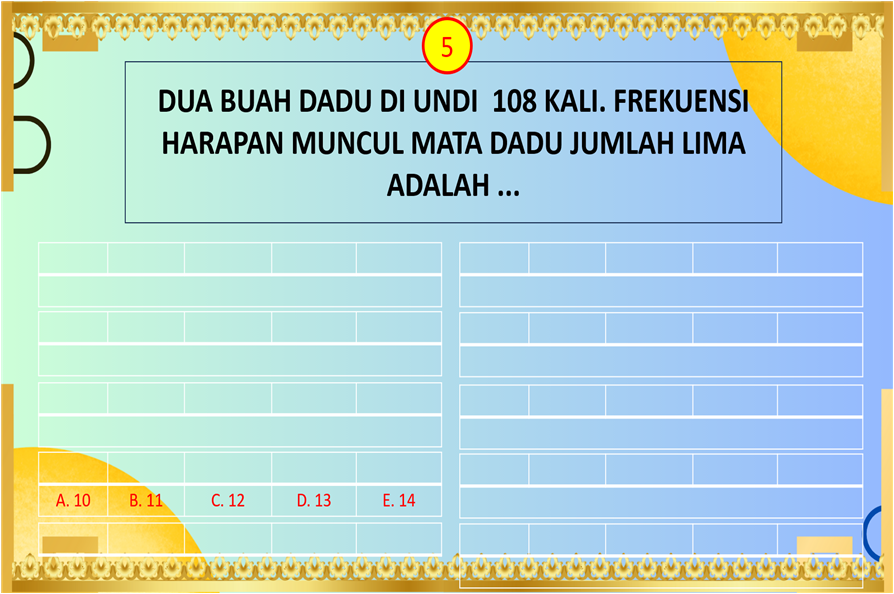 5
DUA BUAH DADU DI UNDI 108 KALI. FREKUENSI
HARAPAN MUNCUL MATA DADU JUMLAH LIMA
ADALAH ...
A. 10 B. 11 C. 12 D. 13 E. 14